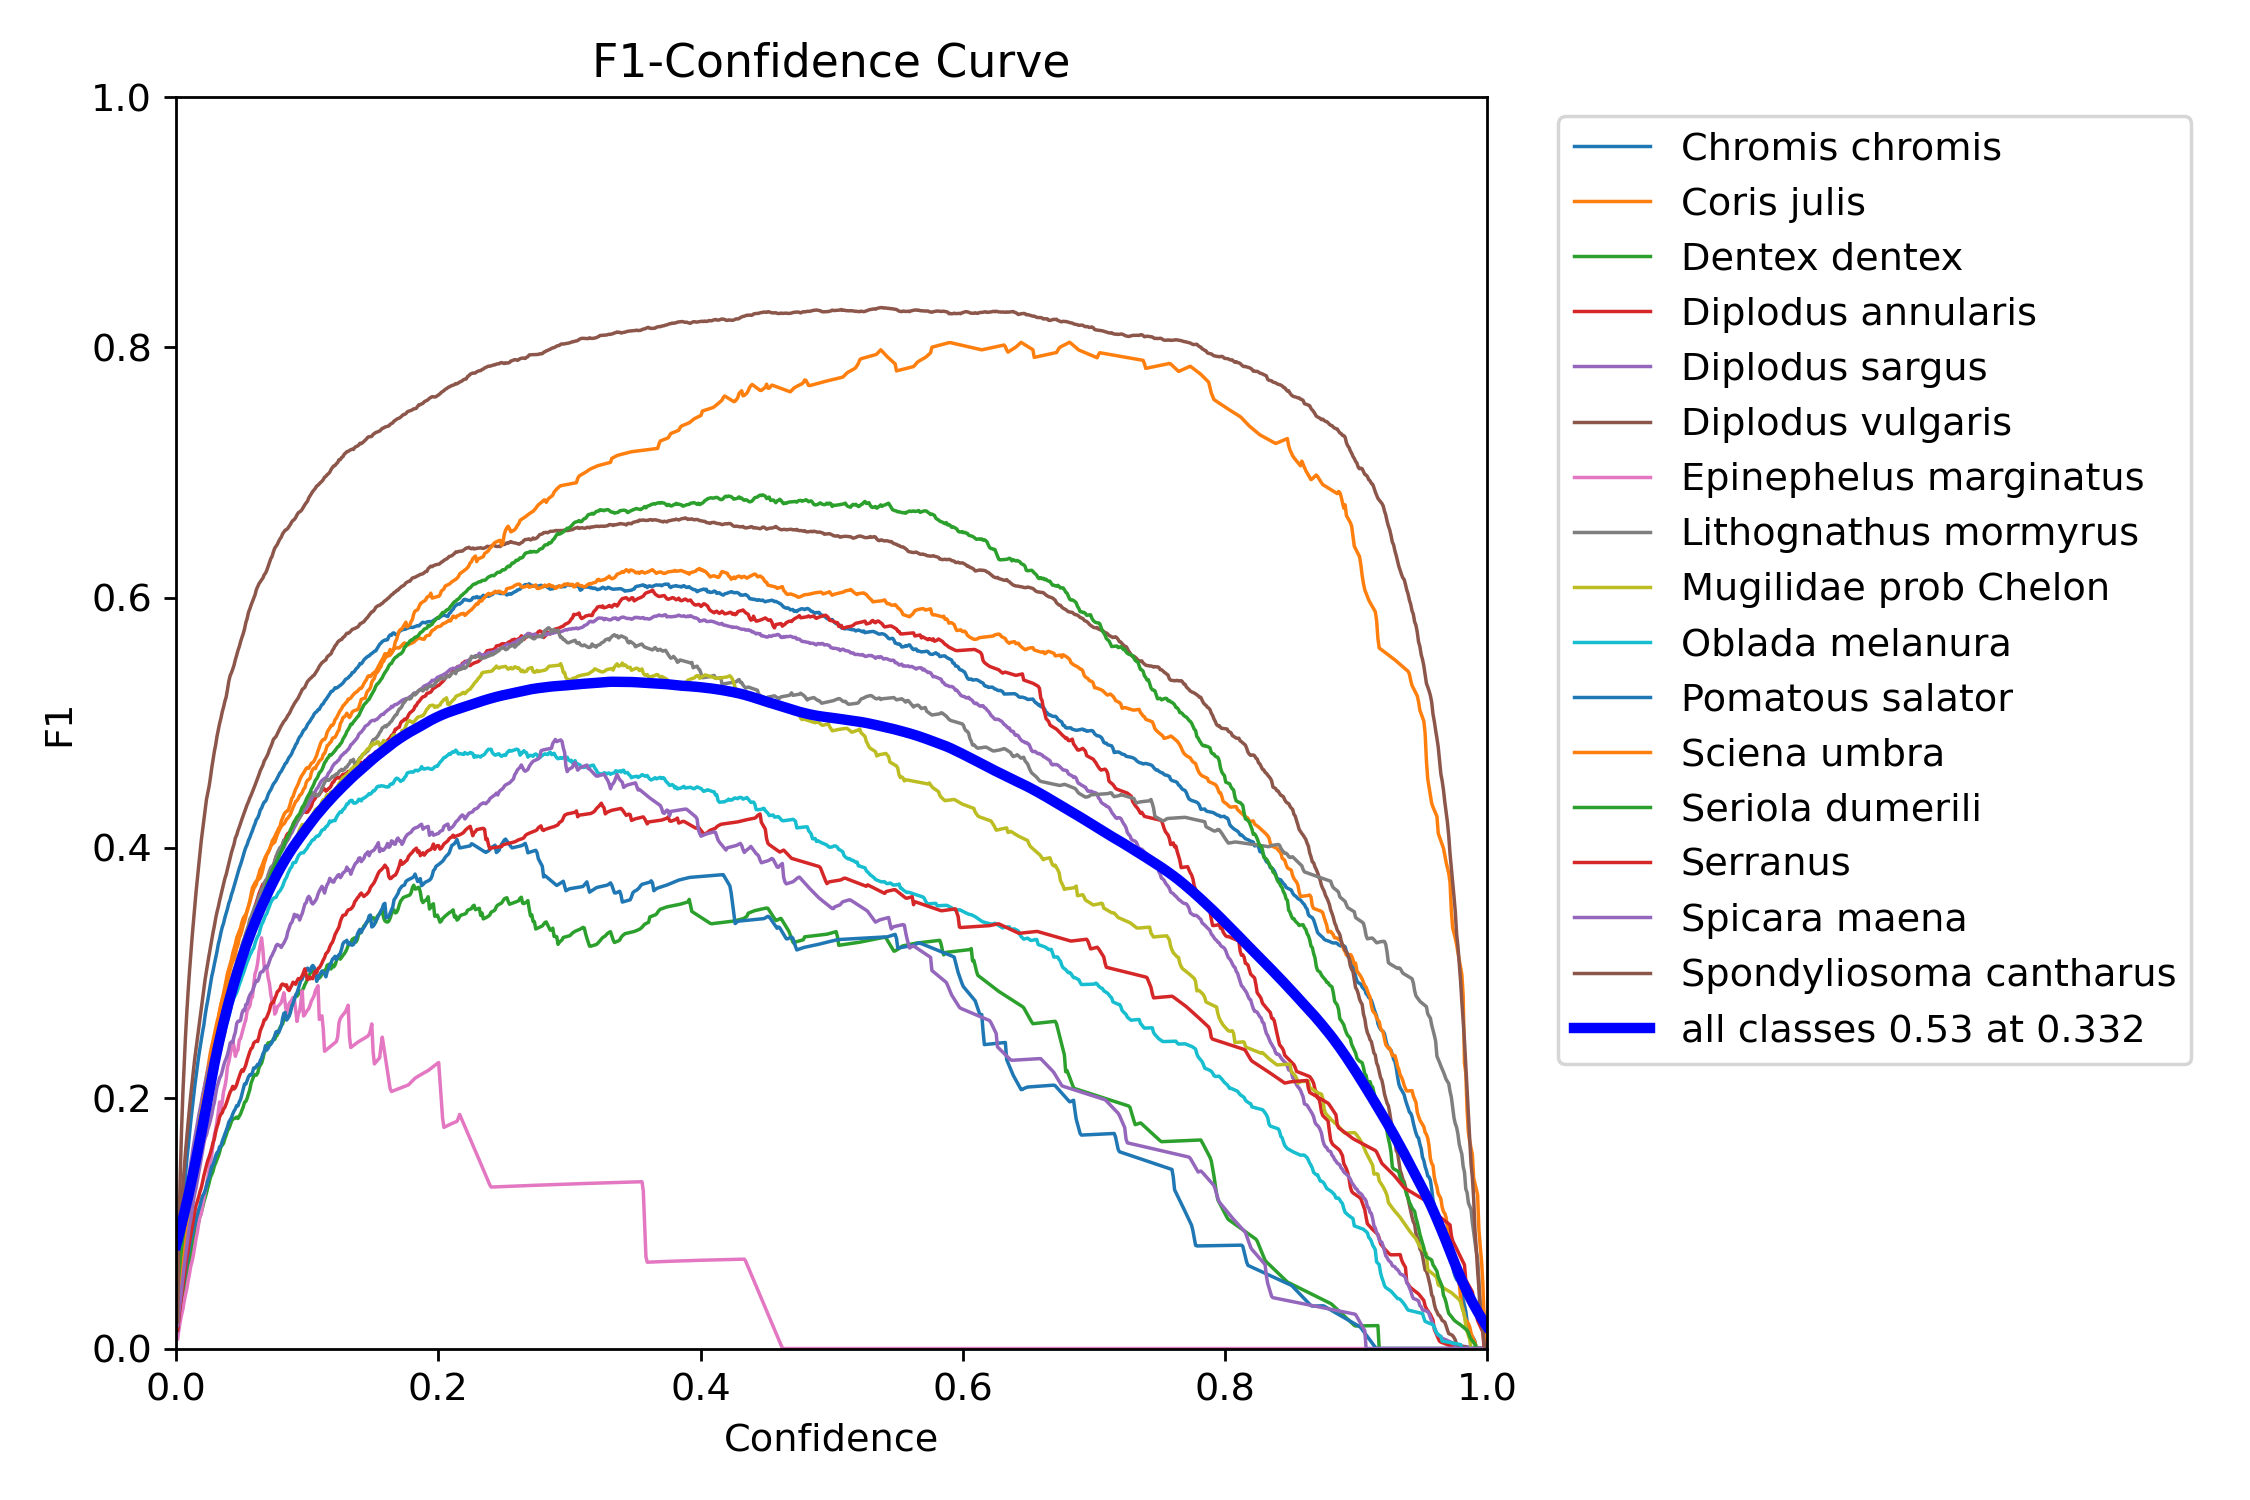 F1-Confidence Curve
1.0
0.8
0.6
0.4
0.2
0.0
F1
0.0 0.2 0.4 0.6 0.8 1.0
Confidence
Chromis chromis
Coris julis
Dentex dentex
Diplodus annularis
Diplodus sargus
Diplodus vulgaris
Epinephelus marginatus
Lithognathus mormyrus
Mugilidae prob Chelon
Oblada melanura
Pomatous salator
Sciena umbra
Seriola dumerili
Serranus
Spicara maena
Spondyliosoma cantharus
all classes 0.53 at 0.332